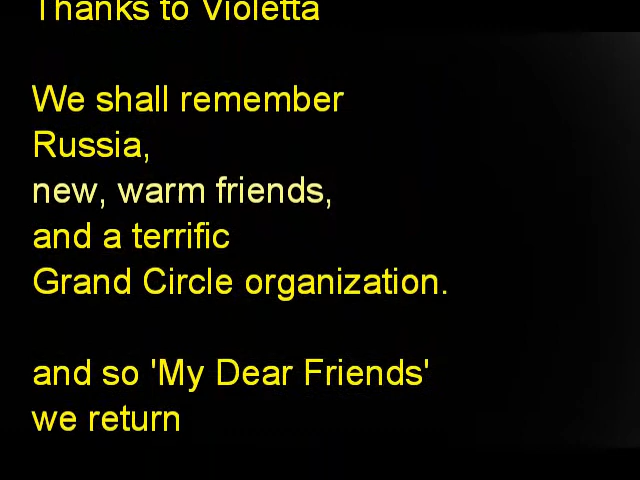 Thanks to Violetta
We shall remember
Russia,
new, warm friends,
and a terrific
Grand Circle organization.
and so 'My Dear Friends'
we return